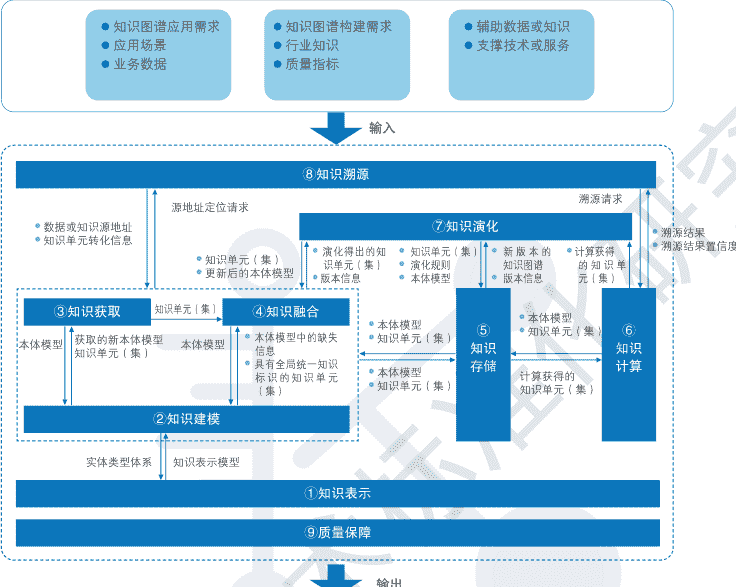 知识图谱应用需求
应用场景
业务数据
知识图谱构建需求
行业知识
质量指标
辅助数据或知识
支撑技术或服务
输入
⑧知识溯源
源地址定位请求
溯源请求
数据或知识源地址
知识单元转化信息
⑦知识演化
溯源结果
溯源结果置信度
知识单元（集）
更新后的本体模型
演化得出的知
识单元（集）
版本信息
知识单元（集）
演化规则
本体模型
新版本的
知识图谱
版本信息
计算获得
的知识单
元（集）
③知识获取
知识单元（集）
④知识融合
本体模型
获取的新本体模型
知识单元（集）
本体模型
本体模型中的缺失
信息
具有全局统一知识
标识的知识单元
（集）
本体模型
知识单元（集）
本体模型
知识单元（集）
⑤
知识
存储
本体模型
知识单元（集）
计算获得的
知识单元（集）
⑥
知识
计算
②知识建模
实体类型体系
知识表示模型
①知识表示
⑨质量保障
输出